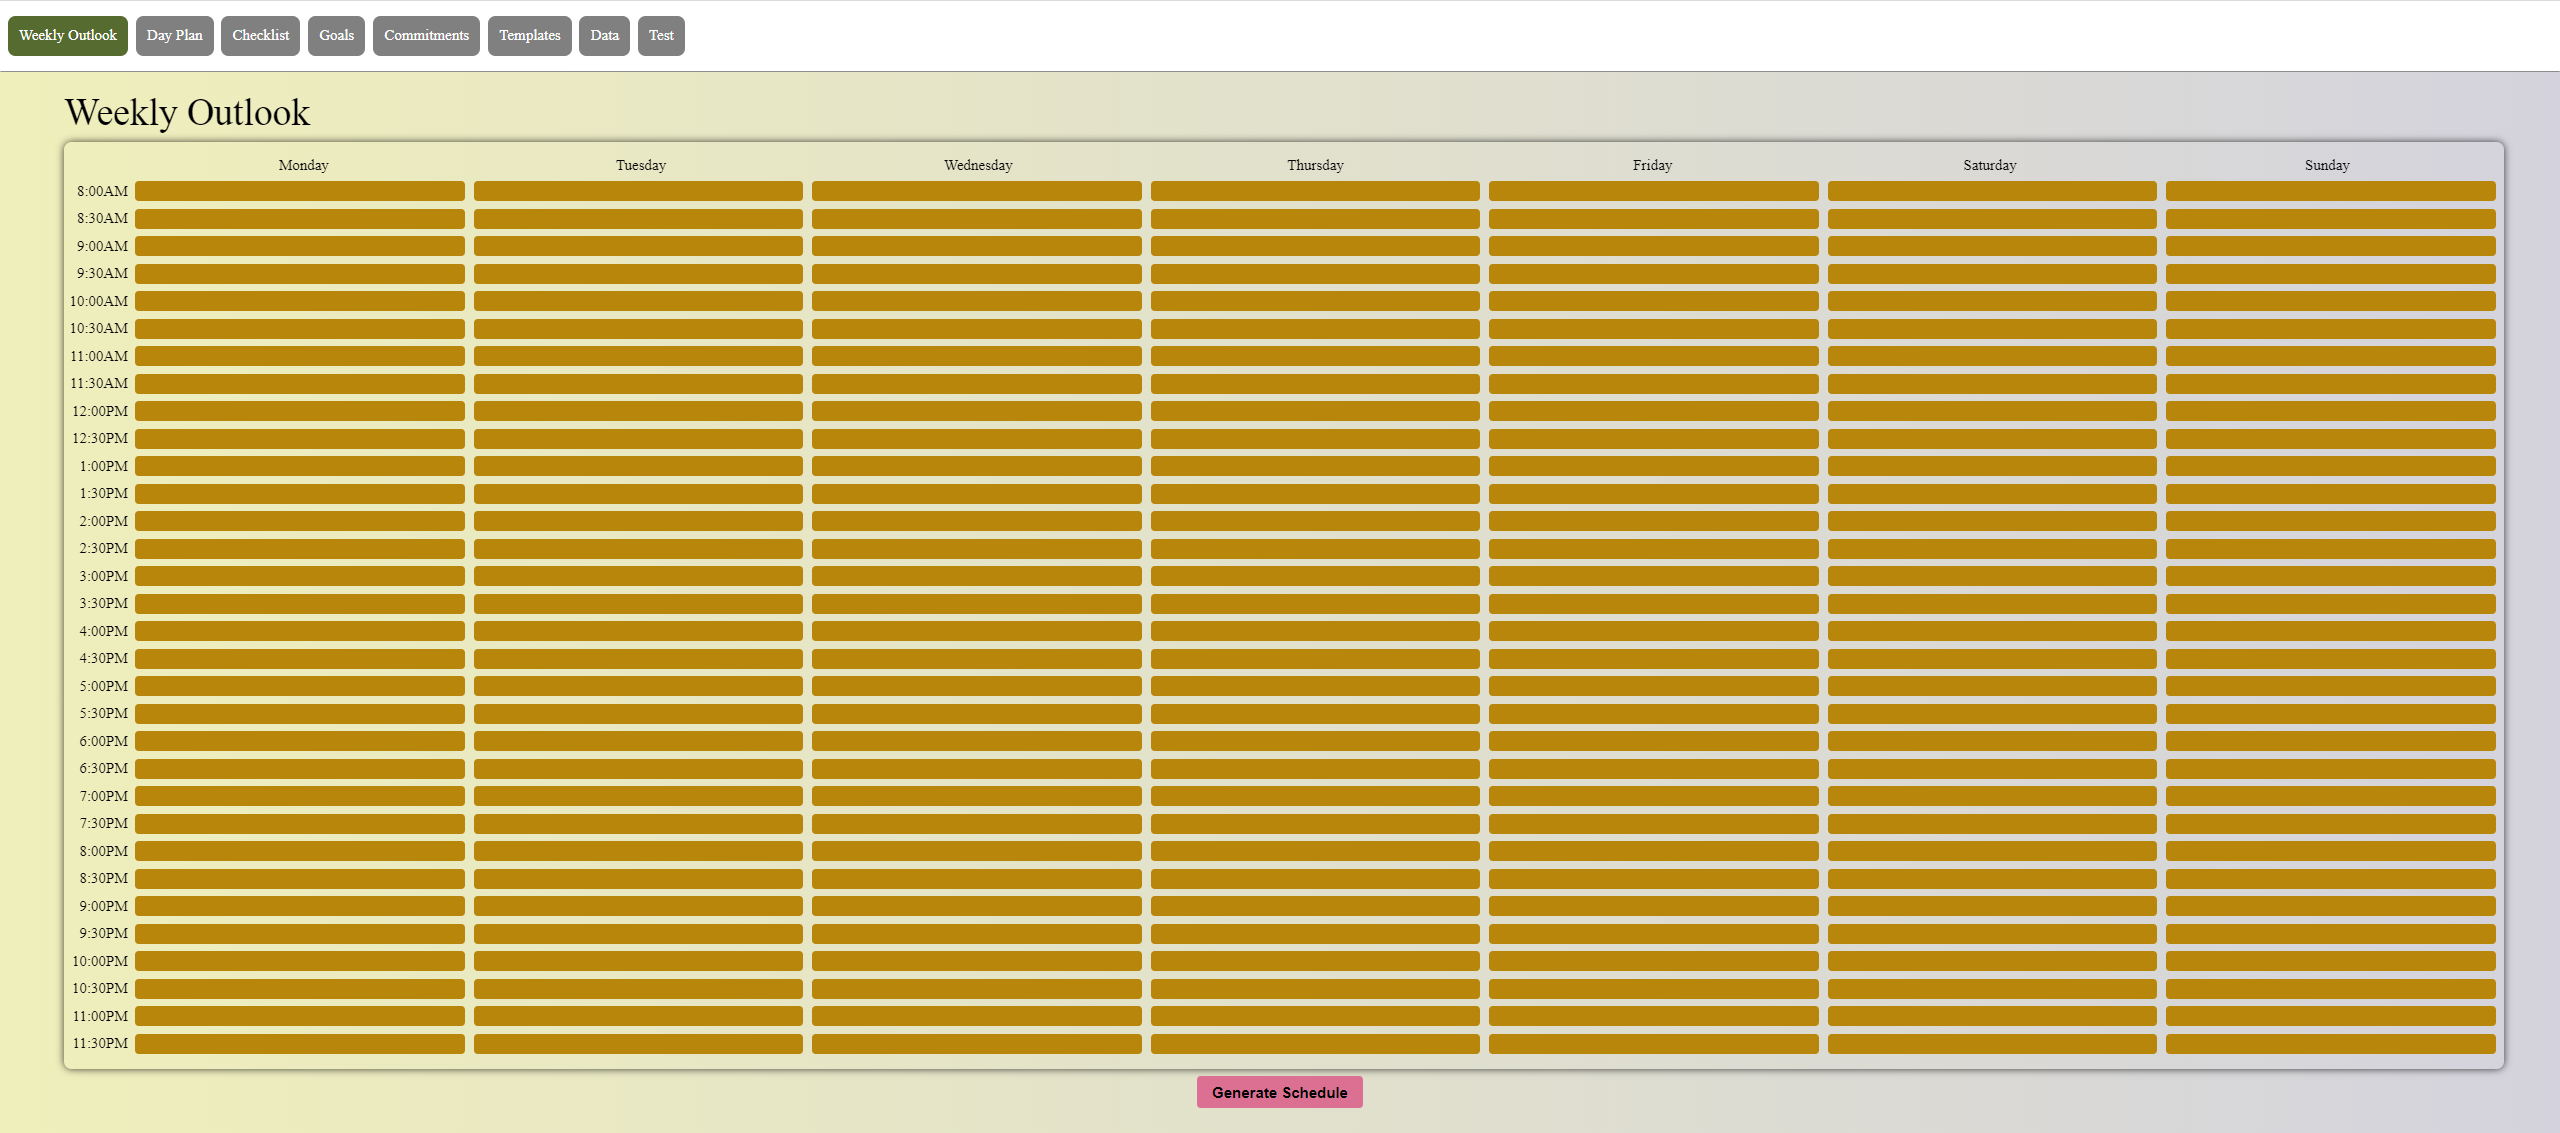 Weekly Outlook Day Plan Checklist Goals Commitments Templates Data Test
Weekly Outlook
Monday Tuesday Wednesday Thursday Friday Saturday Sunday
8:00AM
8:30AM
9:00AM
9:30AM
10:00AM
10:30AM
11:00AM
11:30AM
12:00PM
12:30PM
1:00PM
1:30PM
2:00PM
2:30PM
3:00PM
3:30PM
4:00PM
4:30PM
5:00PM
5:30PM
6:00PM
6:30PM
7:00PM
7:30PM
8:00PM
8:30PM
9:00PM
9:30PM
10:00PM
10:30PM
11:00PM
11:30PM
Generate Schedule